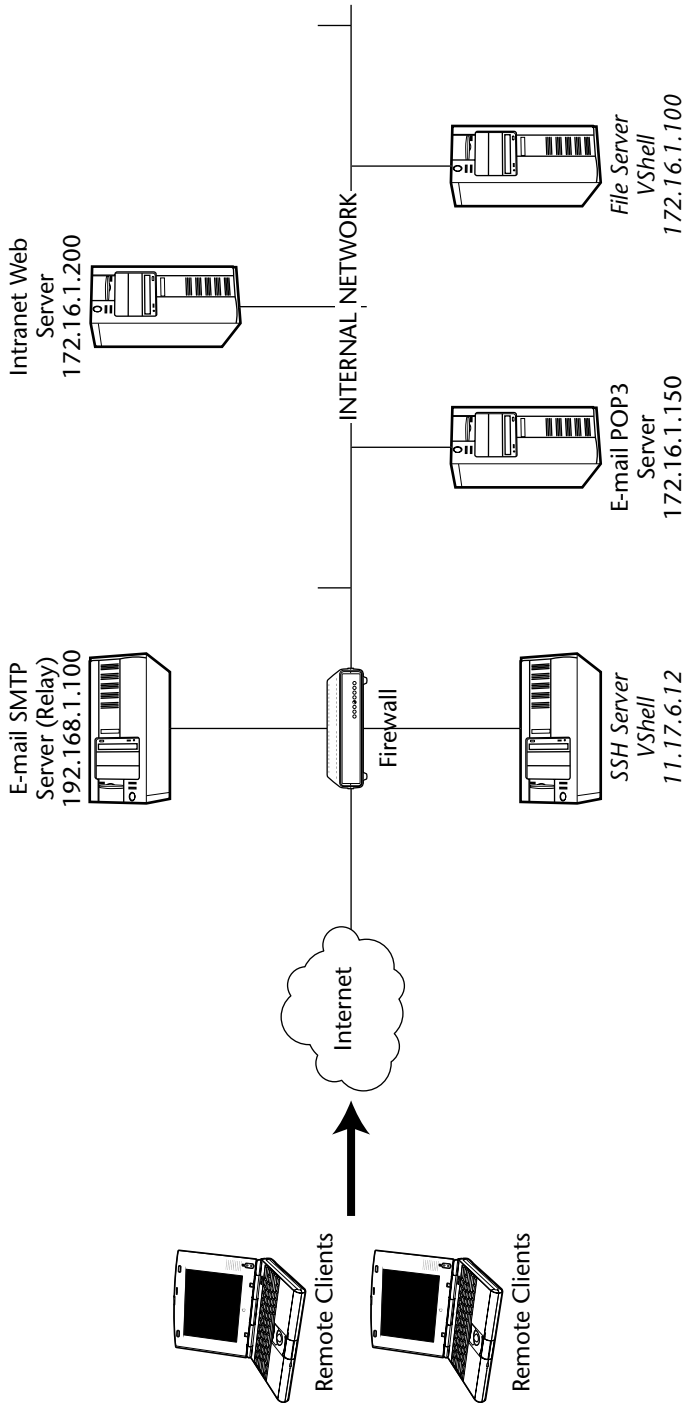 Remote Clients
Remote Clients
Internet
E-mail SMTP
Server (Relay)
192.168.1.100
Firewall
SSH Server
VShell
11.17.6.12
Intranet Web
Server
172.16.1.200
INTERNAL NETWORK
E-mail POP3
Server
172.16.1.150
File Server
VShell
172.16.1.100